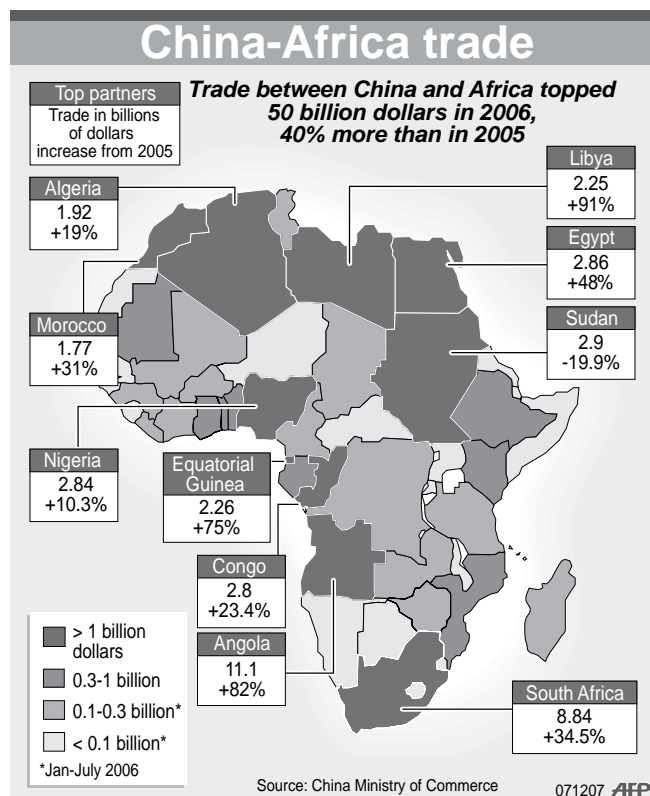 China-Africa trade
Top partners
Trade in billions
of dollars
increase from 2005
Trade between China and Africa topped
50 billion dollars in 2006,
40% more than in 2005
Libya
2.25
+91%
Algeria
1.92
+19%
Egypt
2.86
+48%
Sudan
2.9
-19.9%
Morocco
1.77
+31%
Nigeria
2.84
+10.3%
Equatorial
Guinea
2.26
+75%
Congo
2.8
+23.4%
Angola
11.1
+82%
South Africa
8.84
+34.5%
> 1 billion
dollars
0.3-1 billion
0.1-0.3 billion*
< 0.1 billion*
*Jan-July 2006
Source: China Ministry of Commerce
071207 AFP